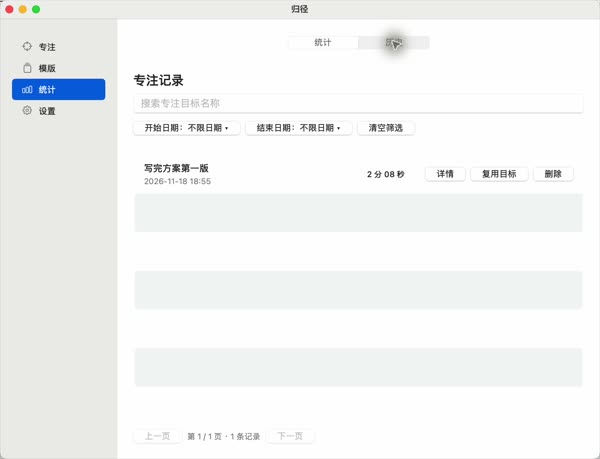 归径
专注
模版
统计
设置
统计
专注记录
搜索专注目标名称
开始日期：不限日期
结束日期：不限日期
清空筛选
写完方案第一版
2026-11-18 18:55
2 分 08 秒
详情
复用目标
删除
上一页
第 1 / 1 页 · 1 条记录
下一页